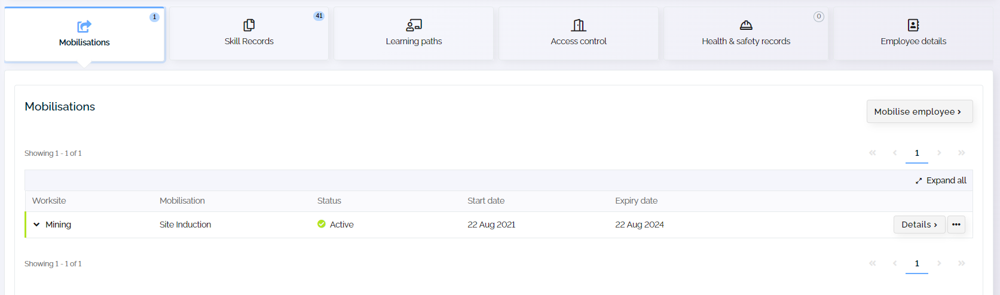 1
Mobilisations
41
Skill Records
Learning paths
Access control
0
Health & safety records
Employee details
Mobilisations
Mobilise employee ›
Showing 1 - 1 of 1
« ‹ 1 › »
Expand all
Worksite Mobilisation Status Start date Expiry date
Mining Site Induction Active 22 Aug 2021 22 Aug 2024 Details › •••
Showing 1 - 1 of 1
« ‹ 1 › »